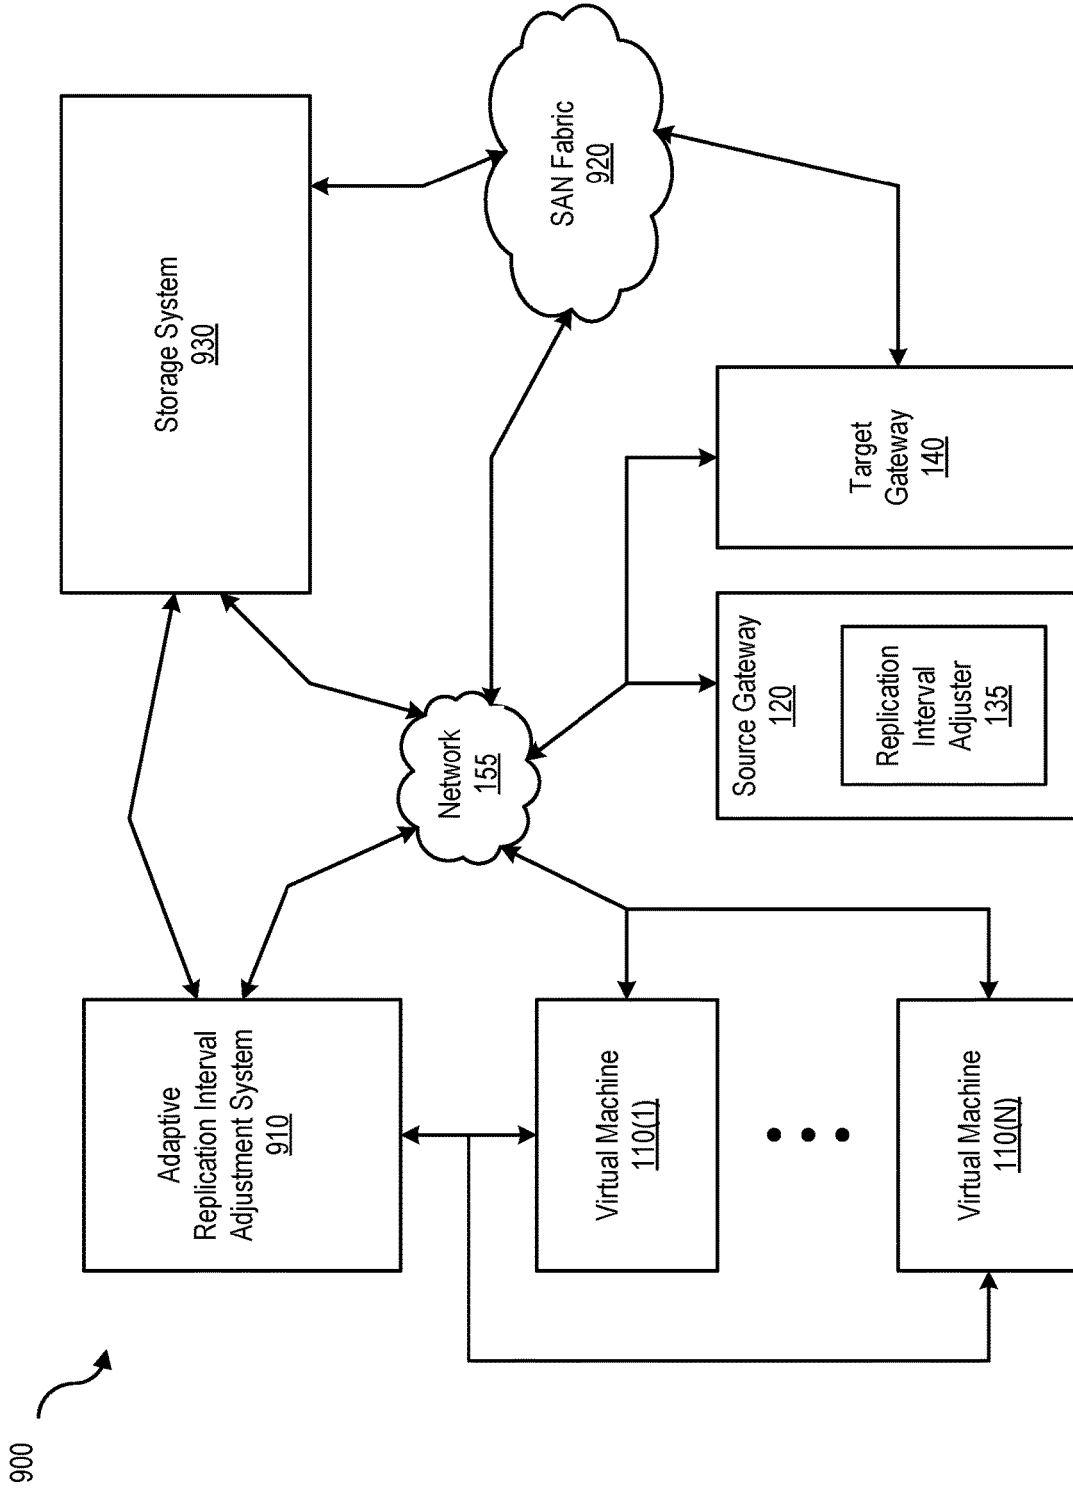 900
Adaptive
Replication Interval
Adjustment System
910
Storage System
930
Network
155
SAN Fabric
920
Virtual Machine
110(1)
Virtual Machine
110(N)
Source Gateway
120
Replication
Interval
Adjuster
135
Target
Gateway
140